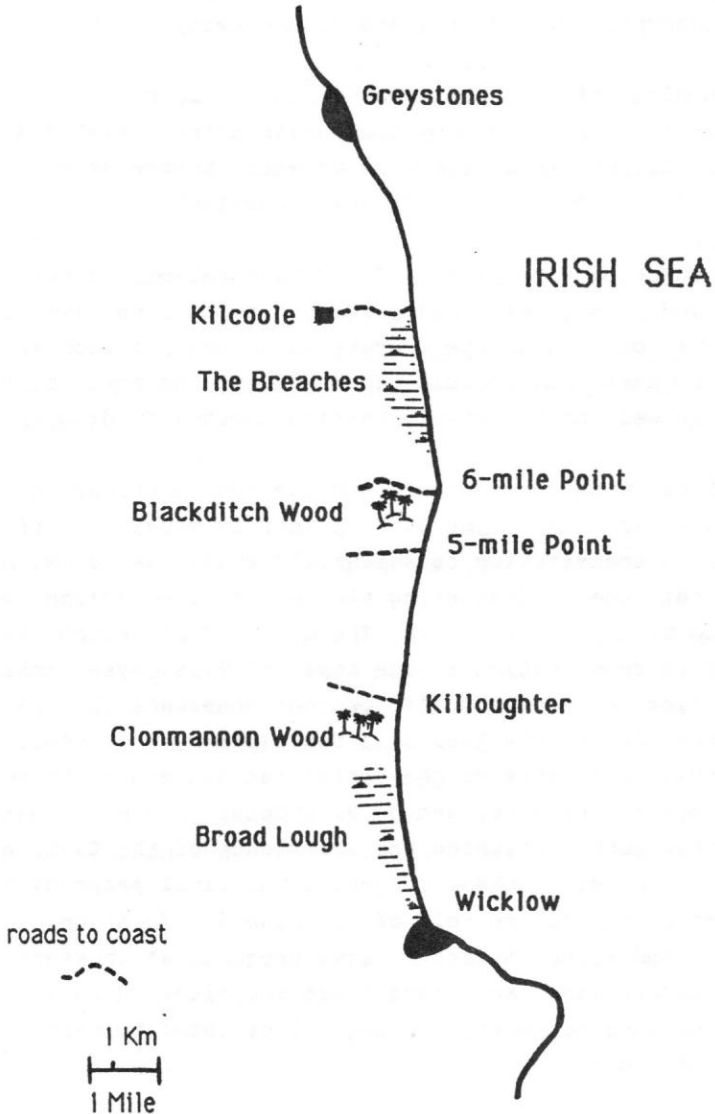 Greystones
IRISH SEA
Kilcoole
The Breaches
6-mile Point
Blackditch Wood
5-mile Point
Killoughter
Clonmannon Wood
Broad Lough
Wicklow
roads to coast
1 Km
1 Mile